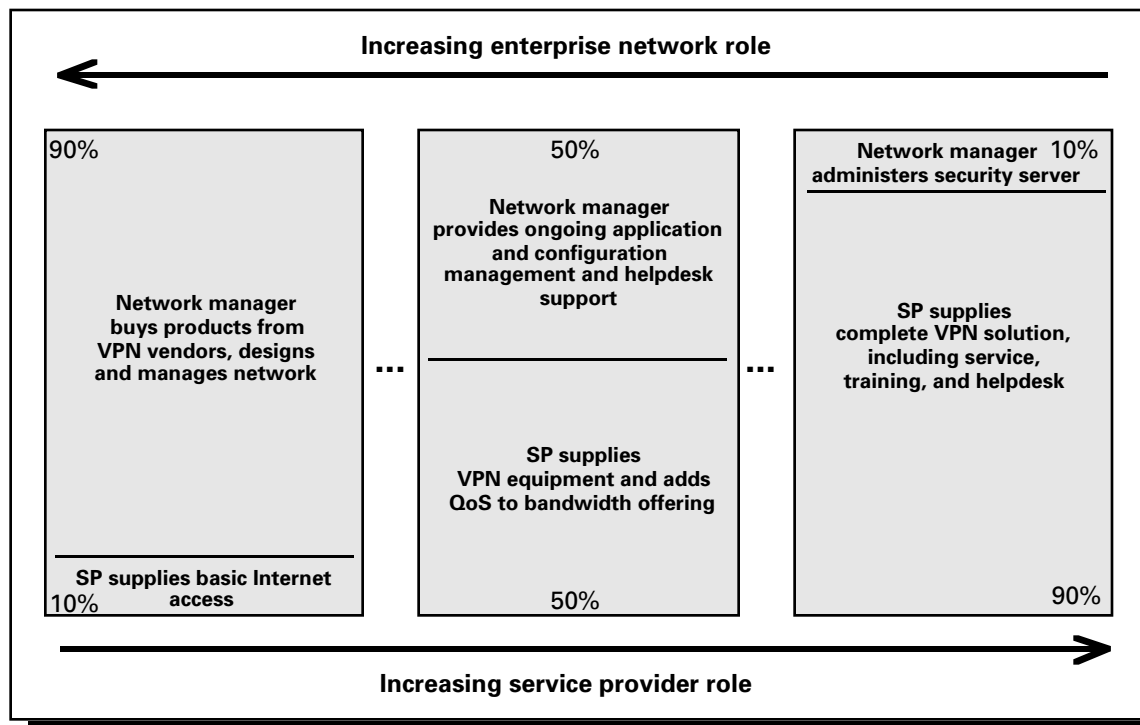 Increasing enterprise network role
90%
Network manager
buys products from
VPN vendors, designs
and manages network
SP supplies basic Internet
access
10%
...
50%
Network manager
provides ongoing application
and configuration
management and helpdesk
support
SP supplies
VPN equipment and adds
QoS to bandwidth offering
50%
...
Network manager 10%
administers security server
SP supplies
complete VPN solution,
including service,
training, and helpdesk
90%
Increasing service provider role